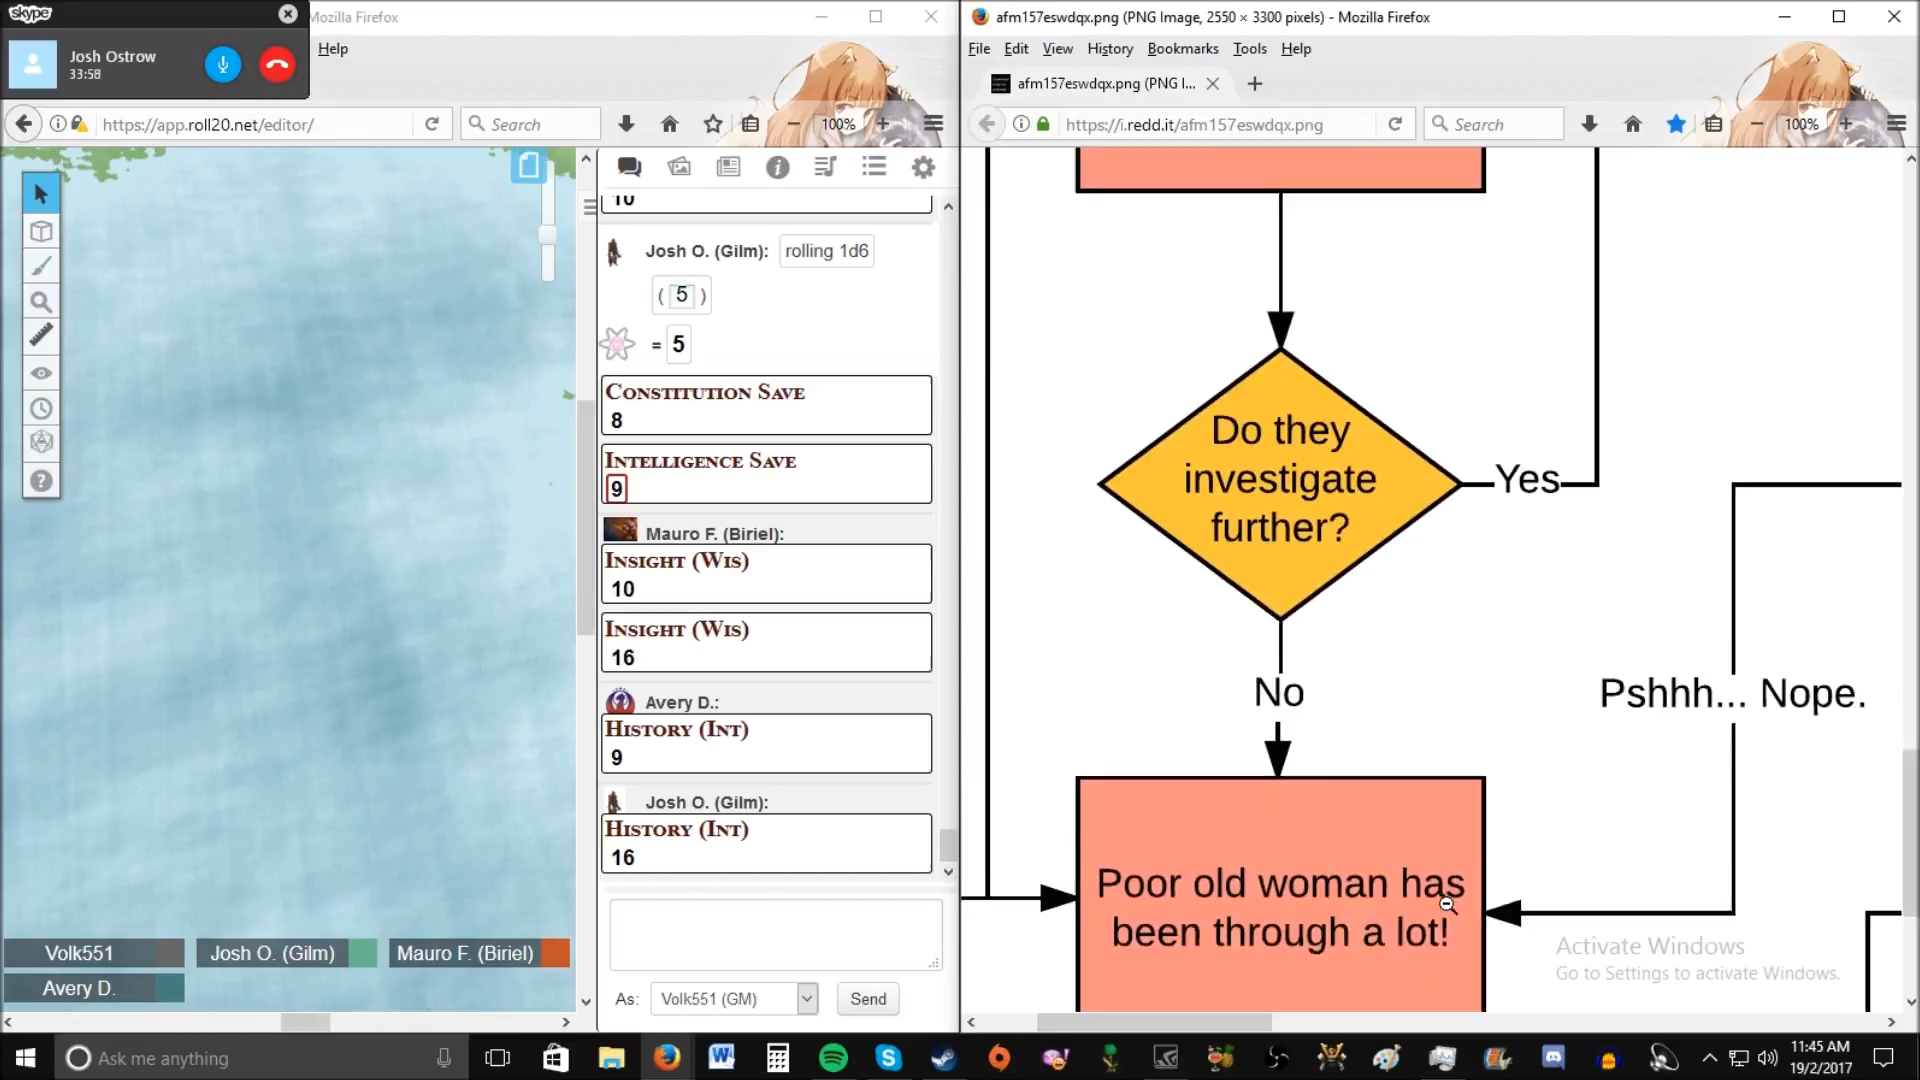 skype
Josh Ostrow
33:58
Mozilla Firefox
Help
https://app.roll20.net/editor/
Search
100%
Josh O. (Gilm):
rolling 1d6
( 5 )
= 5
Constitution Save
8
Intelligence Save
9
Mauro F. (Biriel):
Insight (Wis)
10
Insight (Wis)
16
Avery D.:
History (Int)
9
Josh O. (Gilm):
History (Int)
16
As: Volk551 (GM) Send
Volk551
Josh O. (Gilm)
Mauro F. (Biriel)
Avery D.
afm157eswdqx.png (PNG Image, 2550 × 3300 pixels) - Mozilla Firefox
File Edit View History Bookmarks Tools Help
afm157eswdqx.png (PNG I...
https://i.redd.it/afm157eswdqx.png
Search
100%
Do they
investigate
further?
Yes
No
Pshhh... Nope.
Poor old woman has
been through a lot!
Activate Windows
Go to Settings to activate Windows.
Ask me anything
11:45 AM
19/2/2017